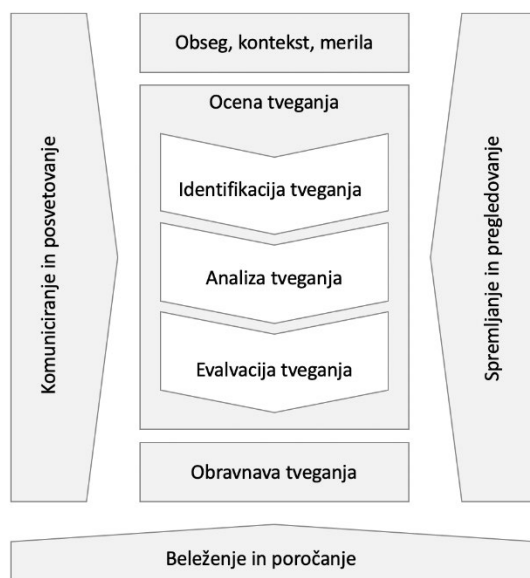 Obseg, kontekst, merila
Ocena tveganja
Identifikacija tveganja
Analiza tveganja
Evalvacija tveganja
Obravnava tveganja
Komuniciranje in posvetovanje
Spremljanje in pregledovanje
Beleženje in poročanje